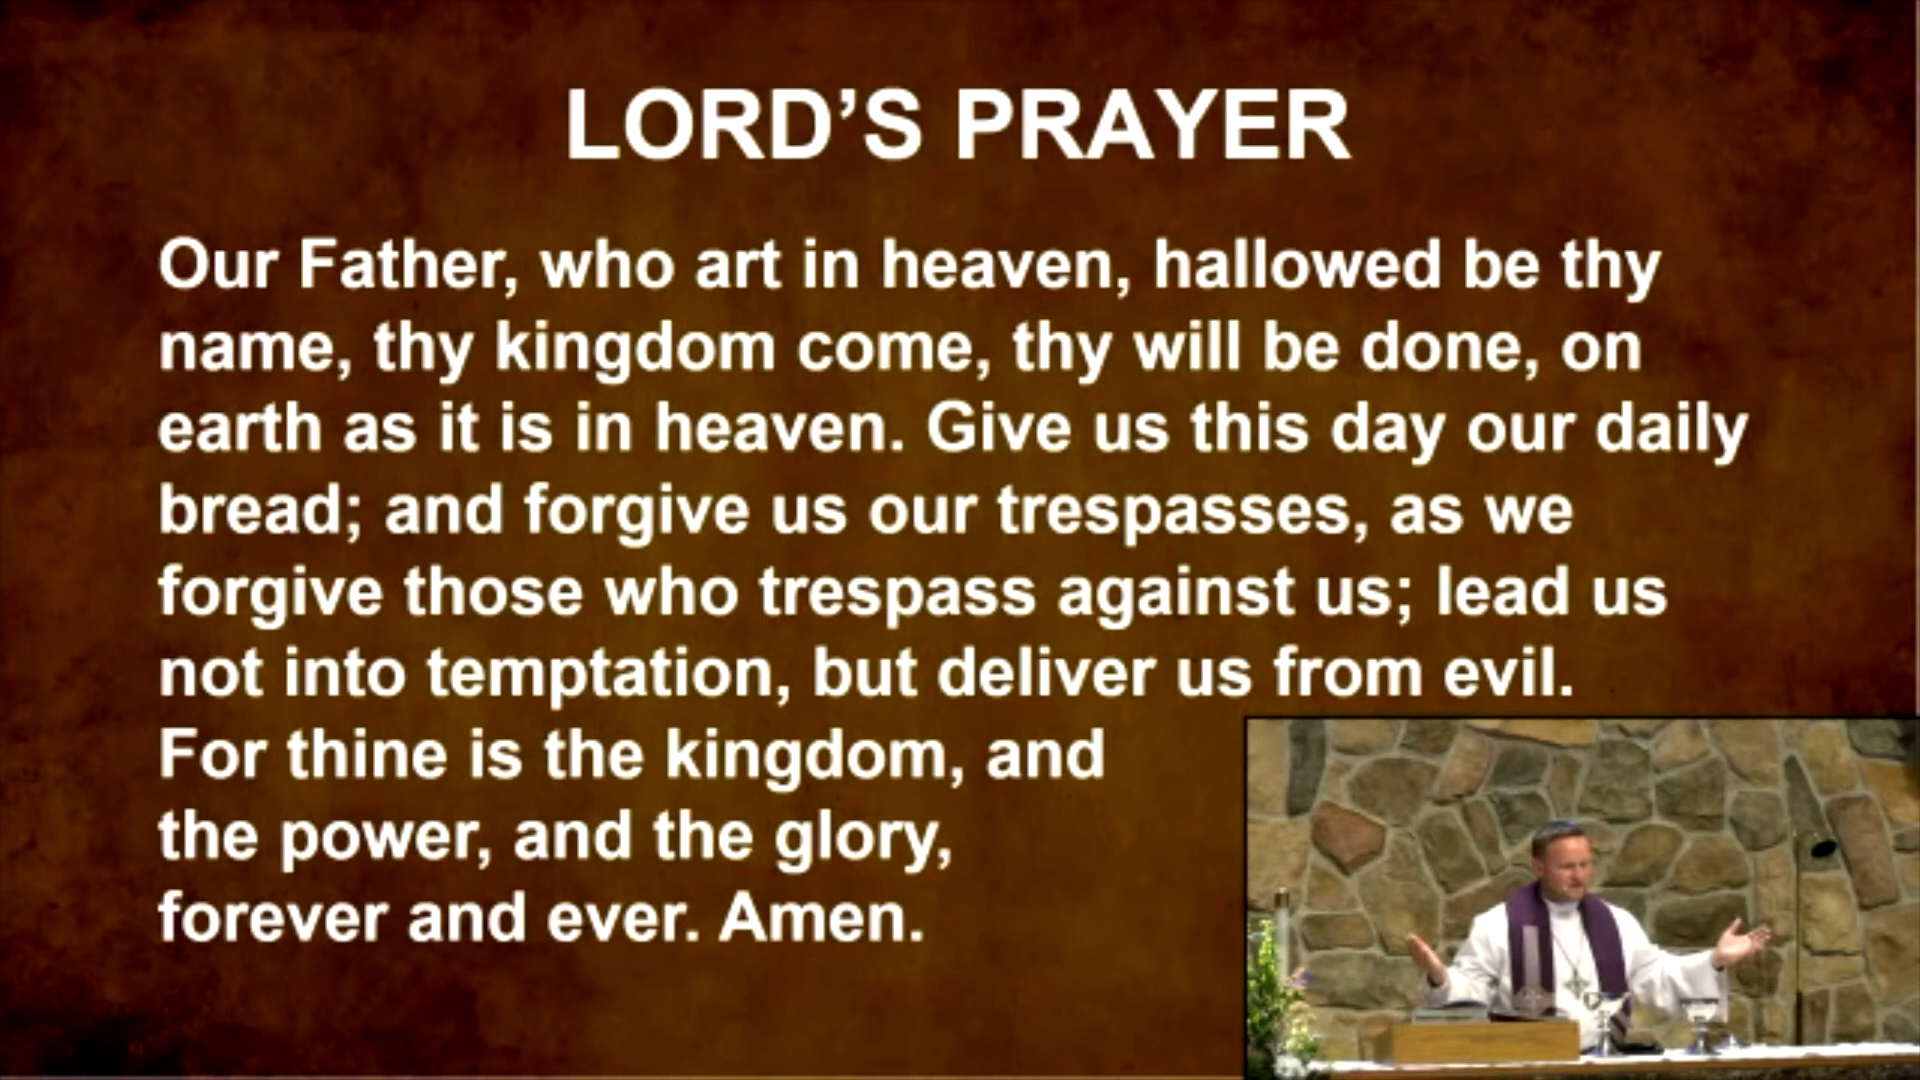 LORD’S PRAYER
Our Father, who art in heaven, hallowed be thy
name, thy kingdom come, thy will be done, on
earth as it is in heaven. Give us this day our daily
bread; and forgive us our trespasses, as we
forgive those who trespass against us; lead us
not into temptation, but deliver us from evil.
For thine is the kingdom, and
the power, and the glory,
forever and ever. Amen.